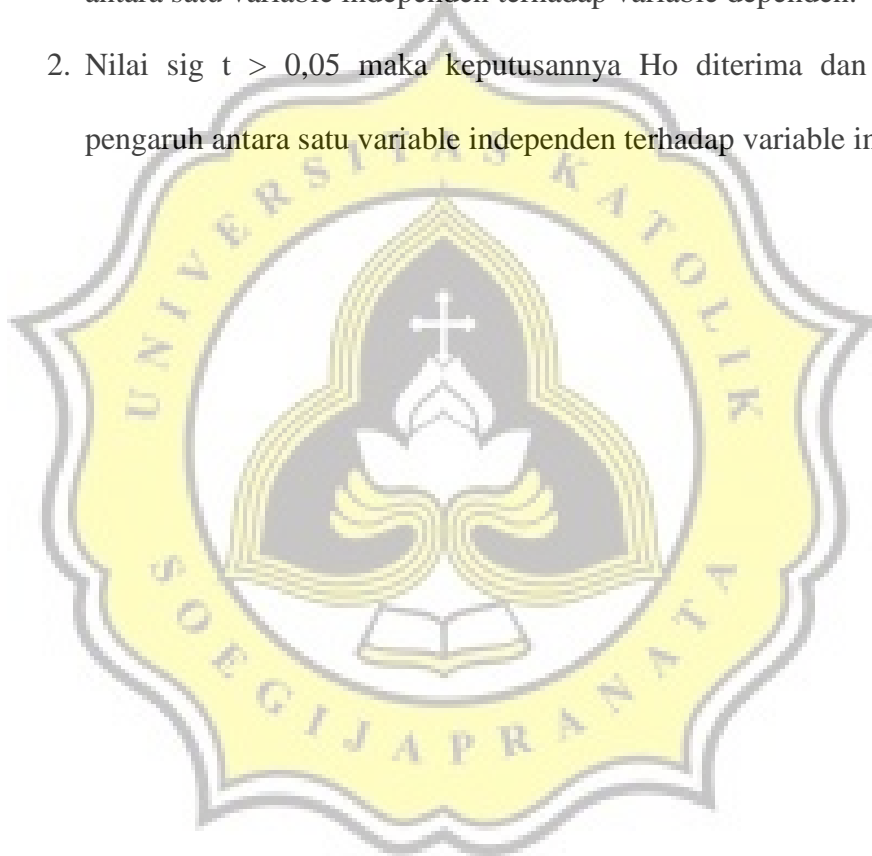 antara satu variable independen terhadap variable dependen.
2. Nilai sig t > 0,05 maka keputusannya Ho diterima dan
pengaruh antara satu variable independen terhadap variable
UNIVERSITAS KATOLIK
SOEGIJAPRANATA